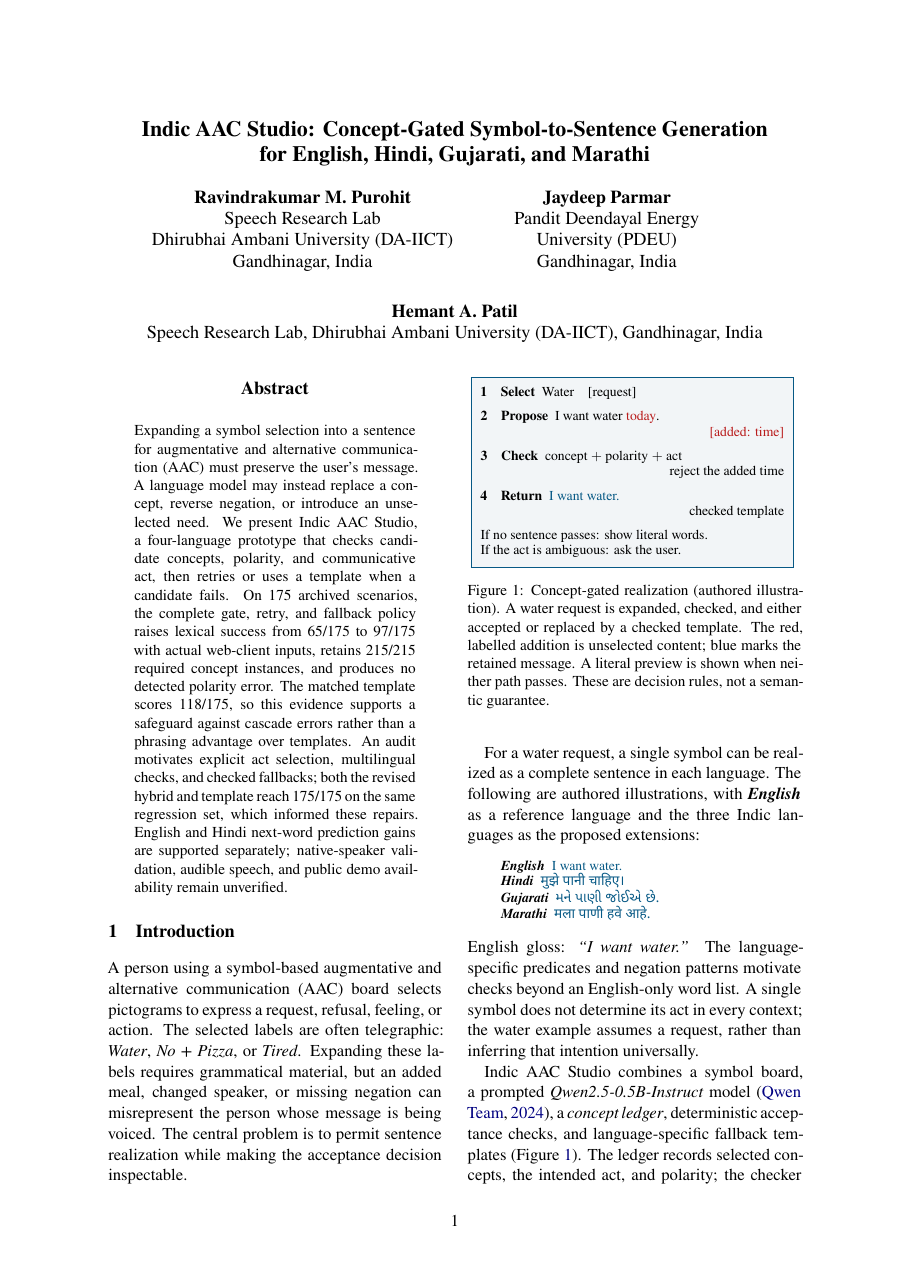 Indic AAC Studio: Concept-Gated Symbol-to-Sentence Generation
for English, Hindi, Gujarati, and Marathi
Ravindrakumar M. Purohit
Speech Research Lab
Dhirubhai Ambani University (DA-IICT)
Gandhinagar, India
Jaydeep Parmar
Pandit Deendayal Energy
University (PDEU)
Gandhinagar, India
Hemant A. Patil
Speech Research Lab, Dhirubhai Ambani University (DA-IICT), Gandhinagar, India
Abstract
Expanding a symbol selection into a sentence
for augmentative and alternative communica-
tion (AAC) must preserve the user's message.
A language model may instead replace a con-
cept, reverse negation, or introduce an unse-
lected need. We present Indic AAC Studio,
a four-language prototype that checks candi-
date concepts, polarity, and communicative
act, then retries or uses a template when a
candidate fails. On 175 archived scenarios,
the complete gate, retry, and fallback policy
raises lexical success from 65/175 to 97/175
with actual web-client inputs, retains 215/215
required concept instances, and produces no
detected polarity error. The matched template
scores 118/175, so this evidence supports a
safeguard against cascade errors rather than a
phrasing advantage over templates. An audit
motivates explicit act selection, multilingual
checks, and checked fallbacks; both the revised
hybrid and template reach 175/175 on the same
regression set, which informed these repairs.
English and Hindi next-word prediction gains
are supported separately; native-speaker vali-
dation, audible speech, and public demo avail-
ability remain unverified.
1 Introduction
A person using a symbol-based augmentative and
alternative communication (AAC) board selects
pictograms to express a request, refusal, feeling, or
action. The selected labels are often telegraphic:
Water, No + Pizza, or Tired. Expanding these la-
bels requires grammatical material, but an added
meal, changed speaker, or missing negation can
misrepresent the person whose message is being
voiced. The central problem is to permit sentence
realization while making the acceptance decision
inspectable.
1 Select Water [request]
2 Propose I want water today.
[added: time]
3 Check concept + polarity + act
reject the added time
4 Return I want water.
checked template
If no sentence passes: show literal words.
If the act is ambiguous: ask the user.
Figure 1: Concept-gated realization (authored illustra-
tion). A water request is expanded, checked, and either
accepted or replaced by a checked template. The red,
labelled addition is unselected content; blue marks the
retained message. A literal preview is shown when nei-
ther path passes. These are decision rules, not a seman-
tic guarantee.
For a water request, a single symbol can be real-
ized as a complete sentence in each language. The
following are authored illustrations, with English
as a reference language and the three Indic lan-
guages as the proposed extensions:
English I want water.
Hindi मुझे पानी चाहिए।
Gujarati મને પાણી જોઈએ છે.
Marathi मला पाणी हवे आहे.
English gloss: "I want water." The language-
specific predicates and negation patterns motivate
checks beyond an English-only word list. A single
symbol does not determine its act in every context;
the water example assumes a request, rather than
inferring that intention universally.
Indic AAC Studio combines a symbol board,
a prompted Qwen2.5-0.5B-Instruct model (Qwen
Team, 2024), a concept ledger, deterministic accep-
tance checks, and language-specific fallback tem-
plates (Figure 1). The ledger records selected con-
cepts, the intended act, and polarity; the checker
1